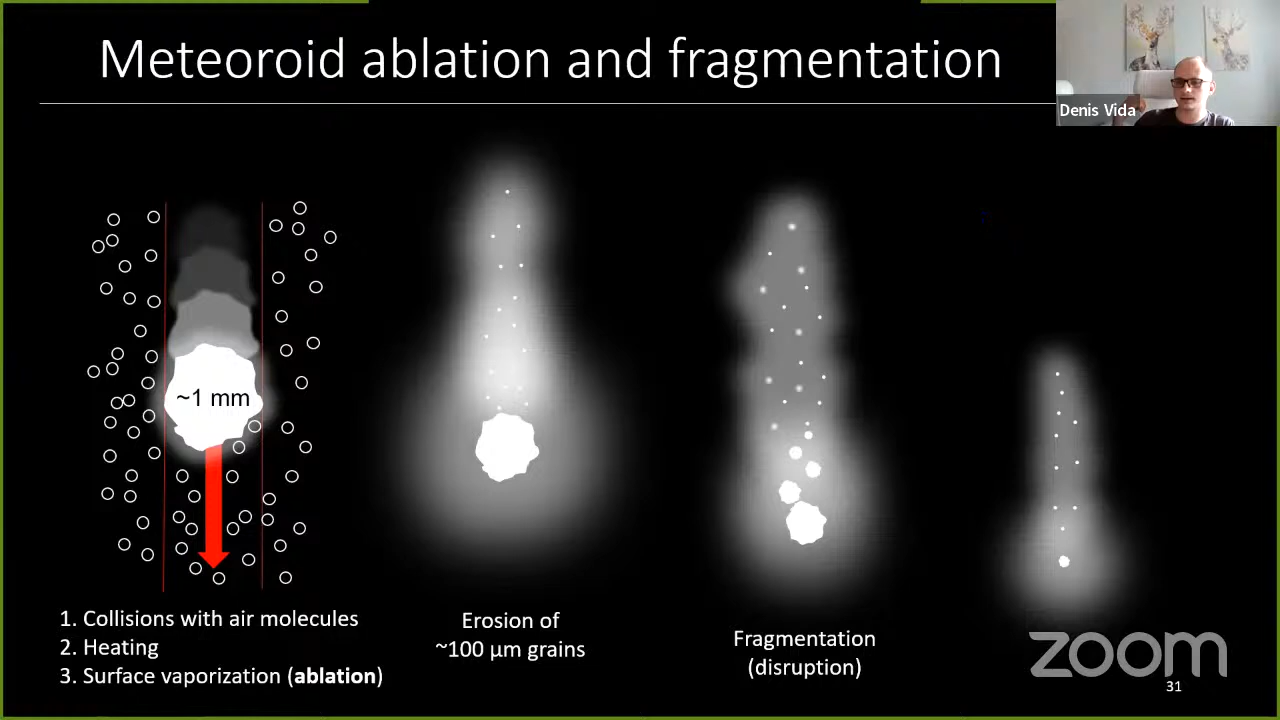 Meteoroid ablation and fragmentation
Denis Vida
~1 mm
1. Collisions with air molecules
2. Heating
3. Surface vaporization (ablation)
Erosion of
~100 µm grains
Fragmentation
(disruption)
zoom
31